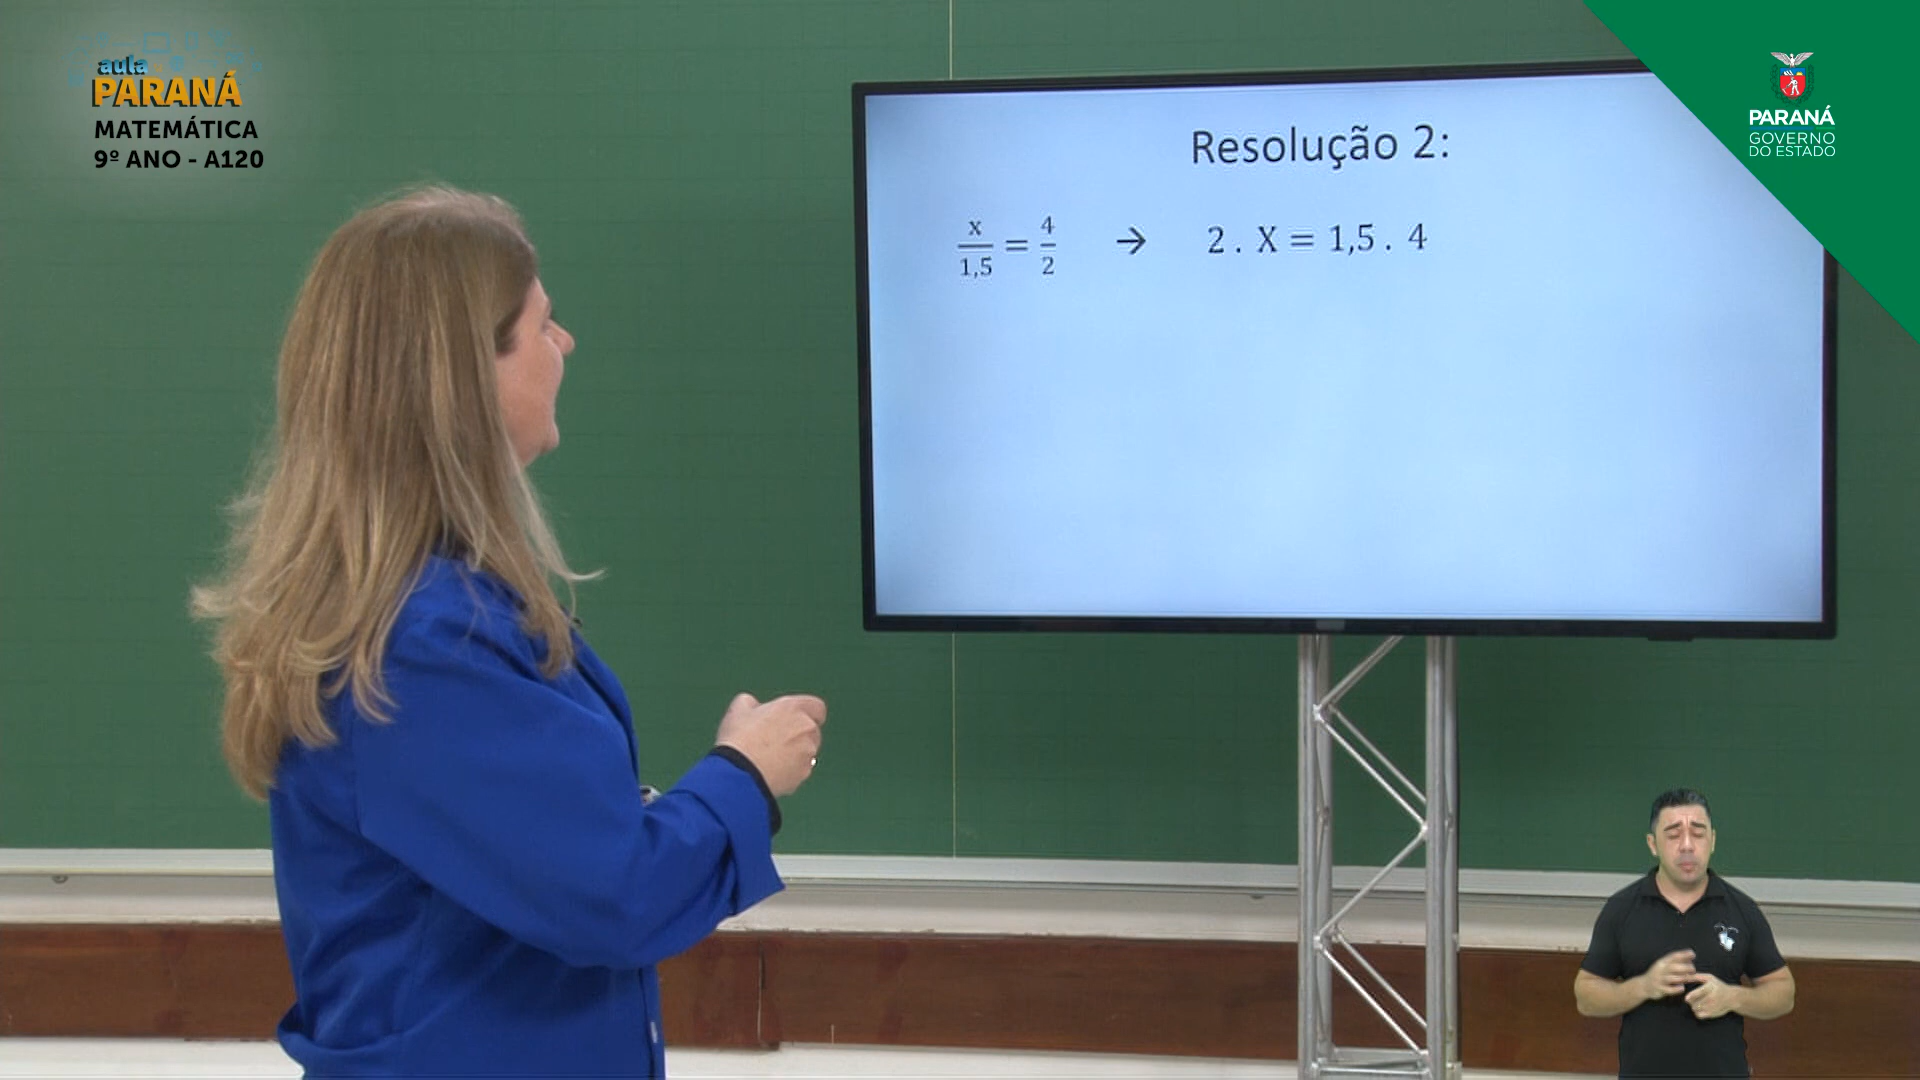 aula
PARANÁ
MATEMÁTICA
9º ANO - A120
PARANÁ
GOVERNO
DO ESTADO
Resolução 2:
x/1,5 = 4/2 → 2 . X = 1,5 . 4